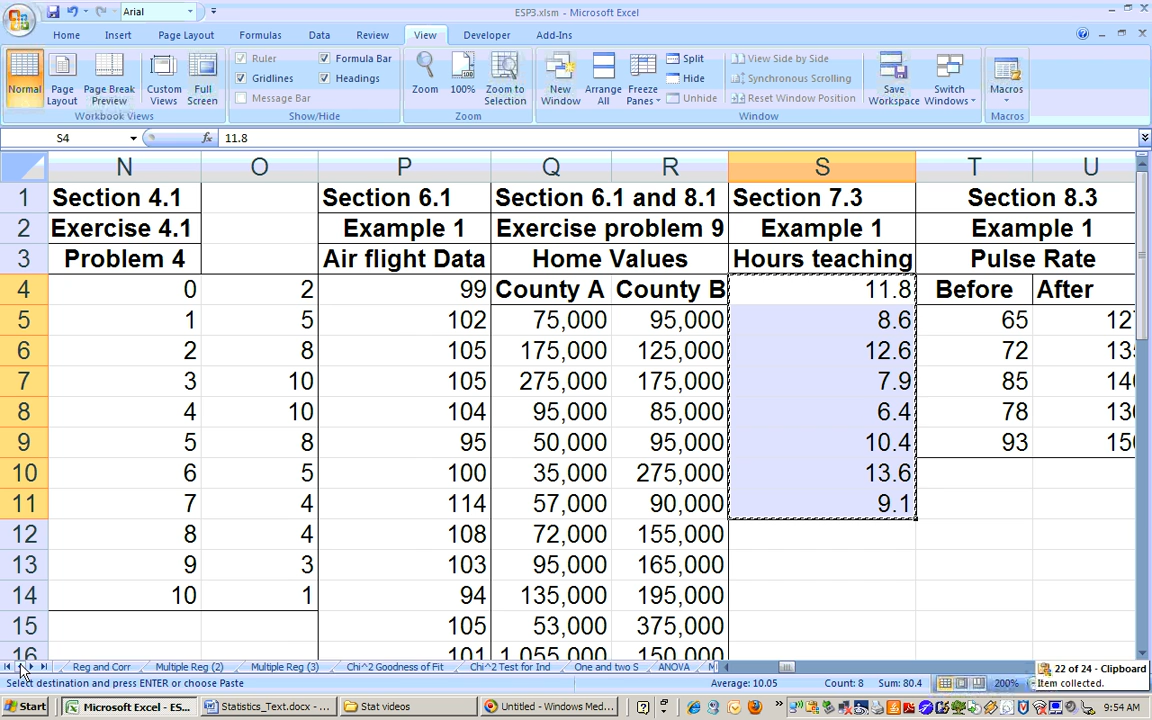 ESP3.xlsm - Microsoft Excel
Arial
Home Insert Page Layout Formulas Data Review View Developer Add-Ins
Ruler Formula Bar Split View Side by Side
Gridlines Headings Hide Synchronous Scrolling
Message Bar Unhide Reset Window Position
Normal Page Layout Page Break Preview Custom Views Full Screen Zoom 100% Zoom to Selection New Window Arrange All Freeze Panes Save Workspace Switch Windows Macros
Workbook Views Show/Hide Zoom Window Macros
S4 fx 11.8
N O P Q R S T U
1 Section 4.1 Section 6.1 Section 6.1 and 8.1 Section 7.3 Section 8.3
2 Exercise 4.1 Example 1 Exercise problem 9 Example 1 Example 1
3 Problem 4 Air flight Data Home Values Hours teaching Pulse Rate
4 0 2 99 County A County B 11.8 Before After
5 1 5 102 75,000 95,000 8.6 65 127
6 2 8 105 175,000 125,000 12.6 72 135
7 3 10 105 275,000 175,000 7.9 85 140
8 4 10 104 95,000 85,000 6.4 78 130
9 5 8 95 50,000 95,000 10.4 93 150
10 6 5 100 35,000 275,000 13.6
11 7 4 114 57,000 90,000 9.1
12 8 4 108 72,000 155,000
13 9 3 103 95,000 165,000
14 10 1 94 135,000 195,000
15 105 53,000 375,000
16 101 1,055,000 150,000
Reg and Corr Multiple Reg (2) Multiple Reg (3) Chi^2 Goodness of Fit Chi^2 Test for Ind One and two S ANOVA
22 of 24 - Clipboard
Item collected.
Select destination and press ENTER or choose Paste Average: 10.05 Count: 8 Sum: 80.4 200%
Start Microsoft Excel - ES... Statistics_Text.docx - ... Stat videos Untitled - Windows Med... 9:54 AM